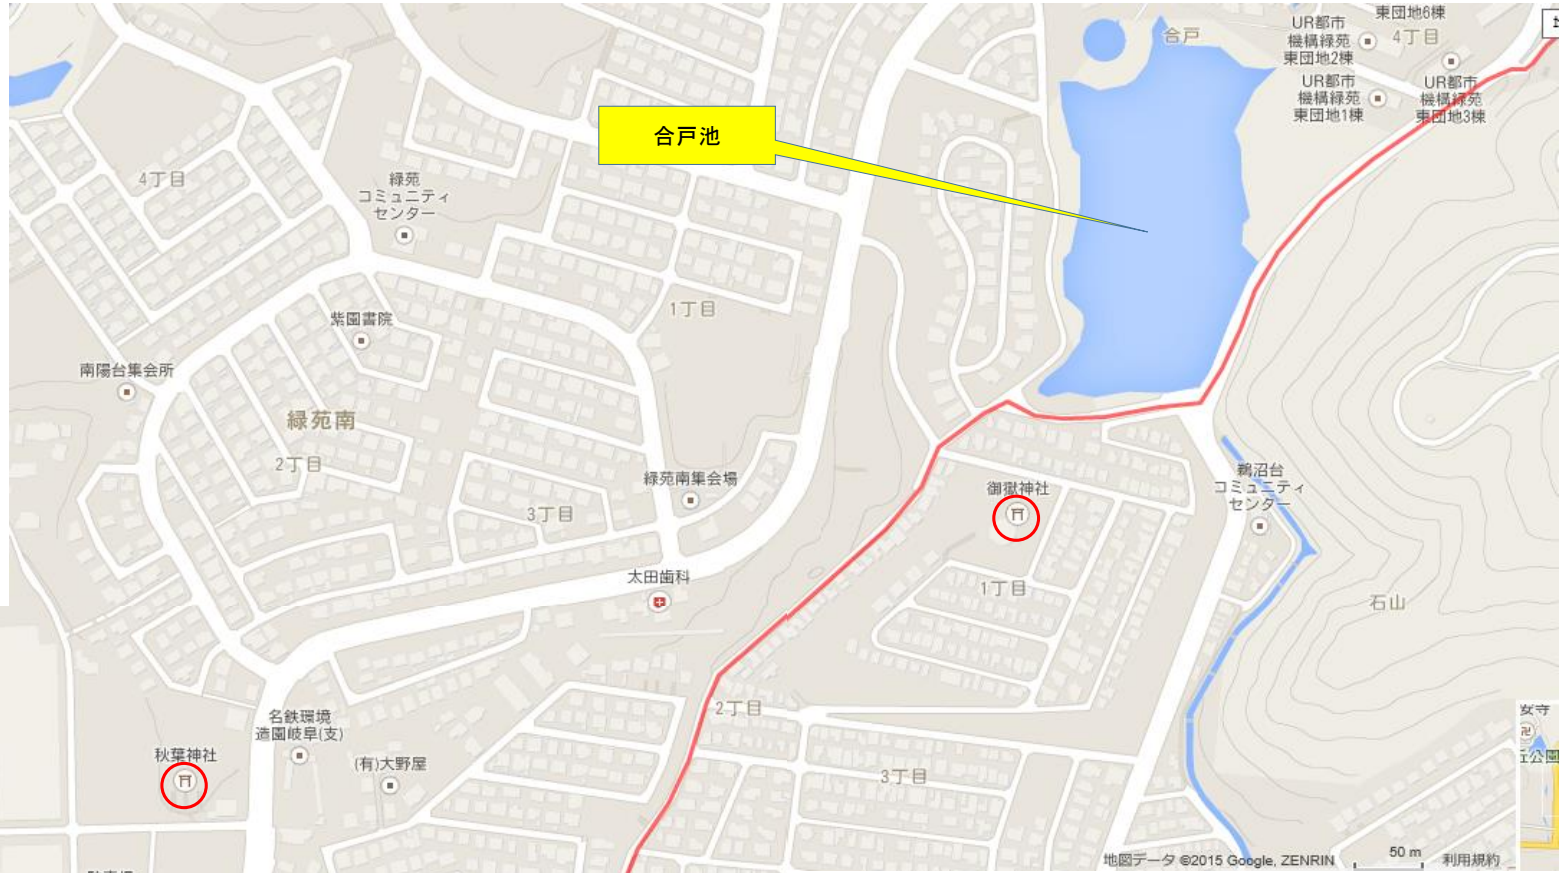 東団地6棟
UR都市
機構緑苑
東団地2棟
4丁目
合戸
UR都市
機構緑苑
東団地1棟
UR都市
機構緑苑
東団地3棟
合戸池
4丁目
緑苑
コミュニティ
センター
1丁目
紫園書院
南陽台集会所
緑苑南
2丁目
3丁目
緑苑南集会場
御嶽神社
鵜沼台
コミュニティ
センター
太田歯科
1丁目
石山
2丁目
名鉄環境
造園岐阜(支)
秋葉神社
(有)大野屋
3丁目
安寺
丘公園
地図データ ©2015 Google, ZENRIN
50 m
利用規約